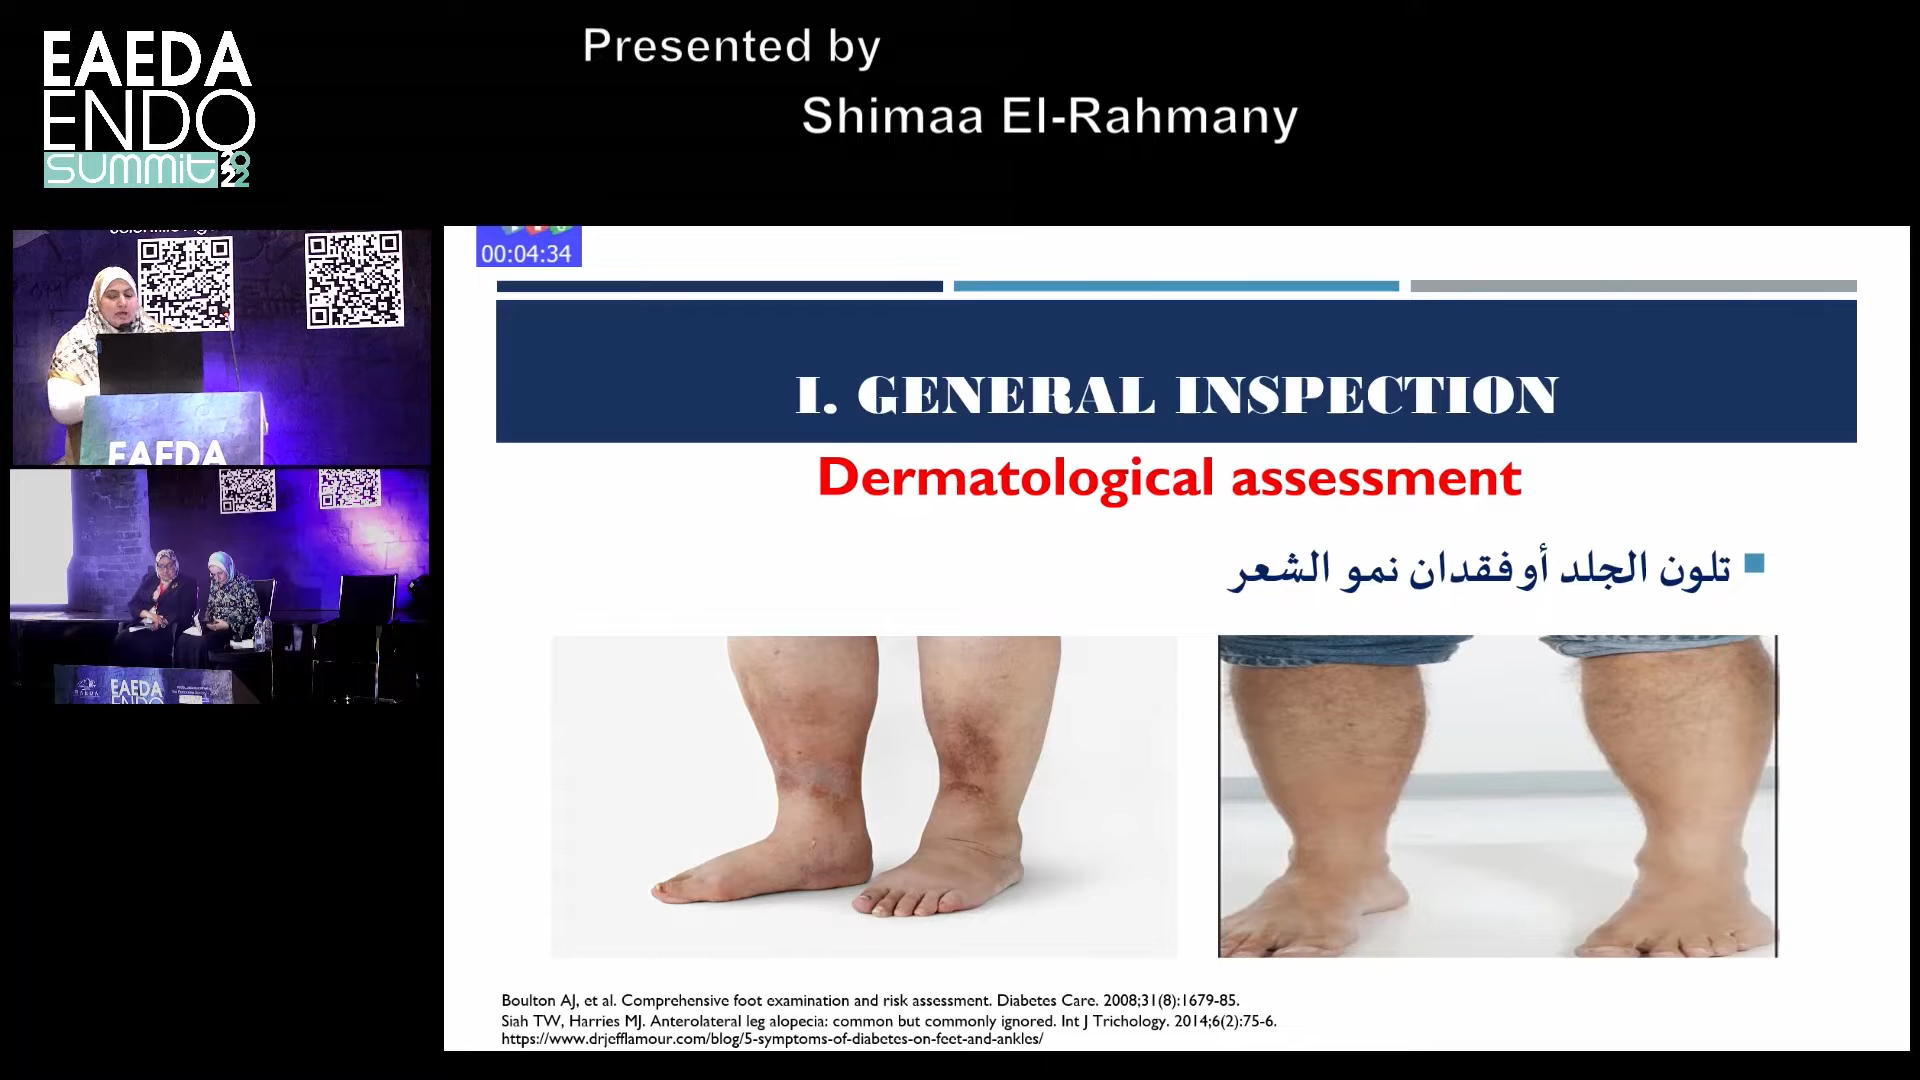 EAEDA
ENDO
summit 2022
Presented by
Shimaa El-Rahmany
00:04:34
I. GENERAL INSPECTION
Dermatological assessment
تلون الجلد أوفقدان نمو الشعر
Boulton AJ, et al. Comprehensive foot examination and risk assessment. Diabetes Care. 2008;31(8):1679-85.
Siah TW, Harries MJ. Anterolateral leg alopecia: common but commonly ignored. Int J Trichology. 2014;6(2):75-6.
https://www.drjefflamour.com/blog/5-symptoms-of-diabetes-on-feet-and-ankles/
EAEDA
EAEDA
ENDO